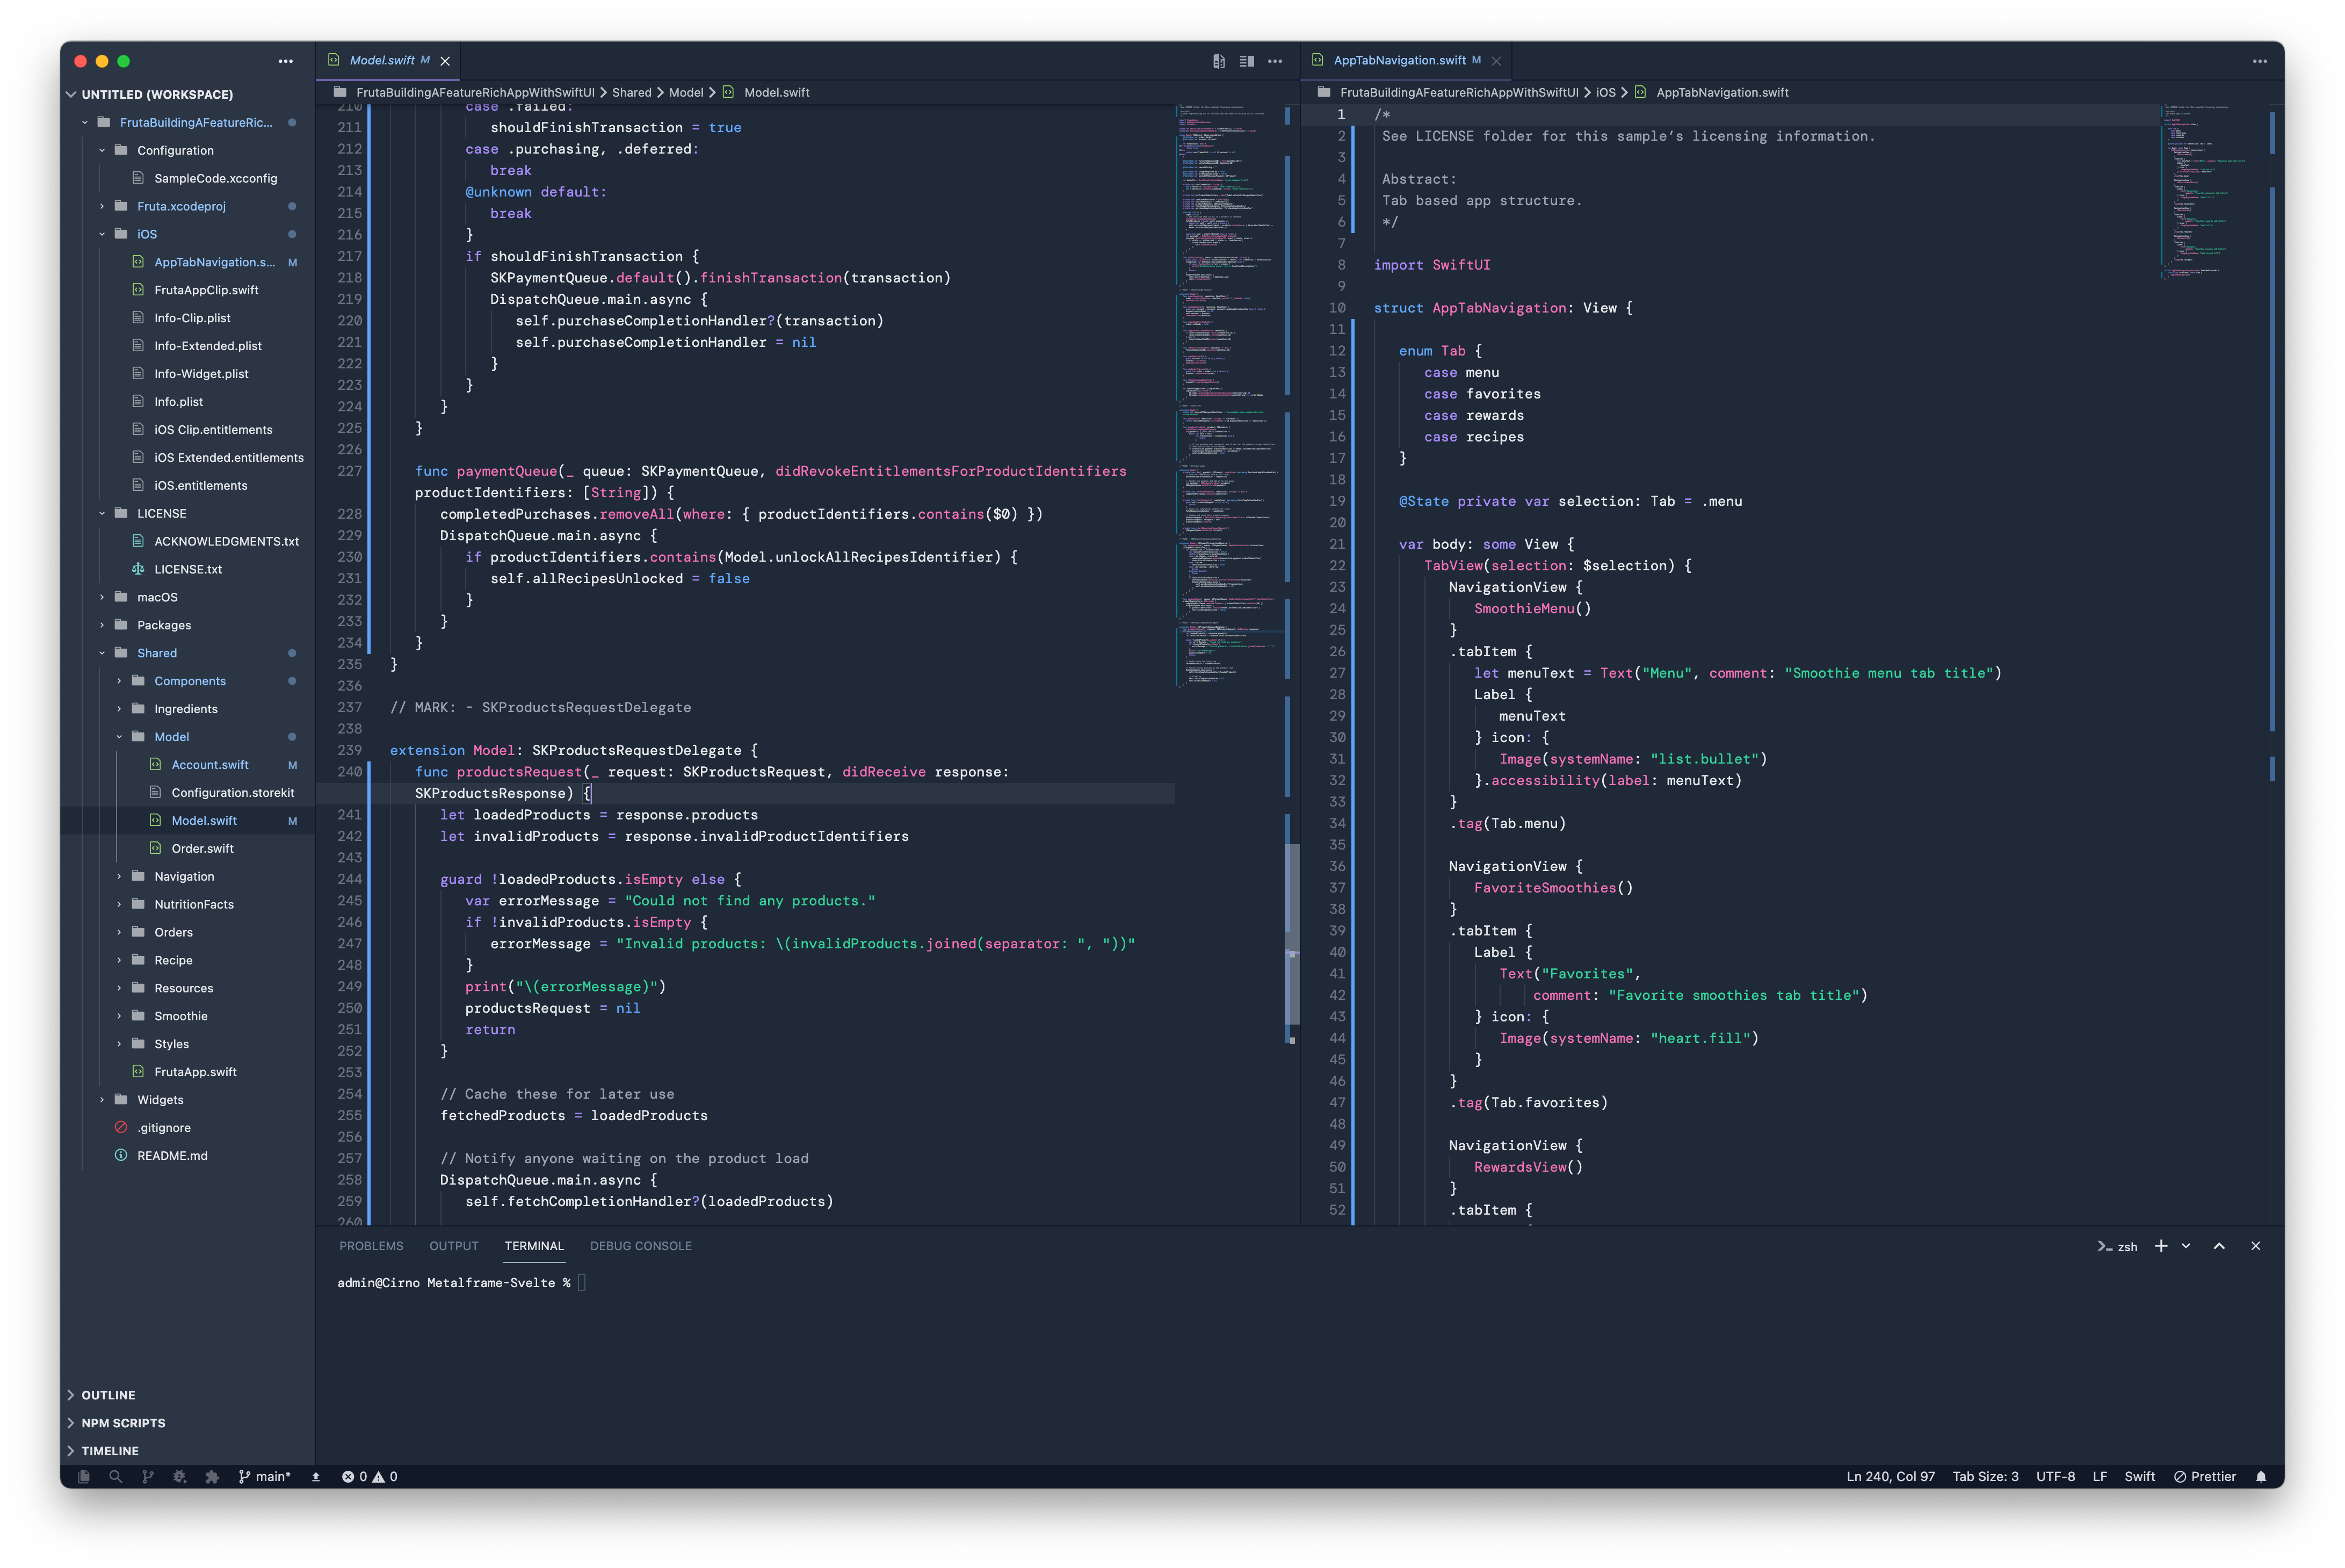 UNTITLED (WORKSPACE)
FrutaBuildingAFeatureRic...
Configuration
SampleCode.xcconfig
Fruta.xcodeproj
iOS
AppTabNavigation.s... M
FrutaAppClip.swift
Info-Clip.plist
Info-Extended.plist
Info-Widget.plist
Info.plist
iOS Clip.entitlements
iOS Extended.entitlements
iOS.entitlements
LICENSE
ACKNOWLEDGMENTS.txt
LICENSE.txt
macOS
Packages
Shared
Components
Ingredients
Model
Account.swift M
Configuration.storekit
Model.swift M
Order.swift
Navigation
NutritionFacts
Orders
Recipe
Resources
Smoothie
Styles
FrutaApp.swift
Widgets
.gitignore
README.md
OUTLINE
NPM SCRIPTS
TIMELINE
Model.swift M
FrutaBuildingAFeatureRichAppWithSwiftUI > Shared > Model > Model.swift
210 case .failed:
211 shouldFinishTransaction = true
212 case .purchasing, .deferred:
213 break
214 @unknown default:
215 break
216 }
217 if shouldFinishTransaction {
218 SKPaymentQueue.default().finishTransaction(transaction)
219 DispatchQueue.main.async {
220 self.purchaseCompletionHandler?(transaction)
221 self.purchaseCompletionHandler = nil
222 }
223 }
224 }
225 }
226
227 func paymentQueue(_ queue: SKPaymentQueue, didRevokeEntitlementsForProductIdentifiers
productIdentifiers: [String]) {
228 completedPurchases.removeAll(where: { productIdentifiers.contains($0) })
229 DispatchQueue.main.async {
230 if productIdentifiers.contains(Model.unlockAllRecipesIdentifier) {
231 self.allRecipesUnlocked = false
232 }
233 }
234 }
235 }
236
237 // MARK: - SKProductsRequestDelegate
238
239 extension Model: SKProductsRequestDelegate {
240 func productsRequest(_ request: SKProductsRequest, didReceive response:
SKProductsResponse) {
241 let loadedProducts = response.products
242 let invalidProducts = response.invalidProductIdentifiers
243
244 guard !loadedProducts.isEmpty else {
245 var errorMessage = "Could not find any products."
246 if !invalidProducts.isEmpty {
247 errorMessage = "Invalid products: \(invalidProducts.joined(separator: ", "))"
248 }
249 print("\(errorMessage)")
250 productsRequest = nil
251 return
252 }
253
254 // Cache these for later use
255 fetchedProducts = loadedProducts
256
257 // Notify anyone waiting on the product load
258 DispatchQueue.main.async {
259 self.fetchCompletionHandler?(loadedProducts)
260
AppTabNavigation.swift M
FrutaBuildingAFeatureRichAppWithSwiftUI > iOS > AppTabNavigation.swift
1 /*
2 See LICENSE folder for this sample’s licensing information.
3
4 Abstract:
5 Tab based app structure.
6 */
7
8 import SwiftUI
9
10 struct AppTabNavigation: View {
11
12 enum Tab {
13 case menu
14 case favorites
15 case rewards
16 case recipes
17 }
18
19 @State private var selection: Tab = .menu
20
21 var body: some View {
22 TabView(selection: $selection) {
23 NavigationView {
24 SmoothieMenu()
25 }
26 .tabItem {
27 let menuText = Text("Menu", comment: "Smoothie menu tab title")
28 Label {
29 menuText
30 } icon: {
31 Image(systemName: "list.bullet")
32 }.accessibility(label: menuText)
33 }
34 .tag(Tab.menu)
35
36 NavigationView {
37 FavoriteSmoothies()
38 }
39 .tabItem {
40 Label {
41 Text("Favorites",
42 comment: "Favorite smoothies tab title")
43 } icon: {
44 Image(systemName: "heart.fill")
45 }
46 }
47 .tag(Tab.favorites)
48
49 NavigationView {
50 RewardsView()
51 }
52 .tabItem {
PROBLEMS OUTPUT TERMINAL DEBUG CONSOLE
zsh
admin@Cirno Metalframe-Svelte %
main* 0 0
Ln 240, Col 97 Tab Size: 3 UTF-8 LF Swift Prettier